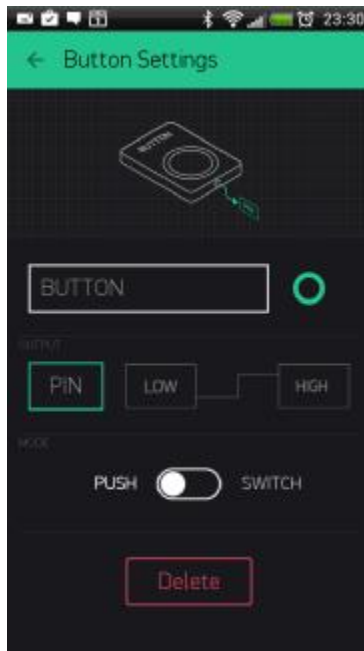 23:30
Button Settings
BUTTON
BUTTON
OUTPUT
PIN LOW HIGH
MODE
PUSH SWITCH
Delete